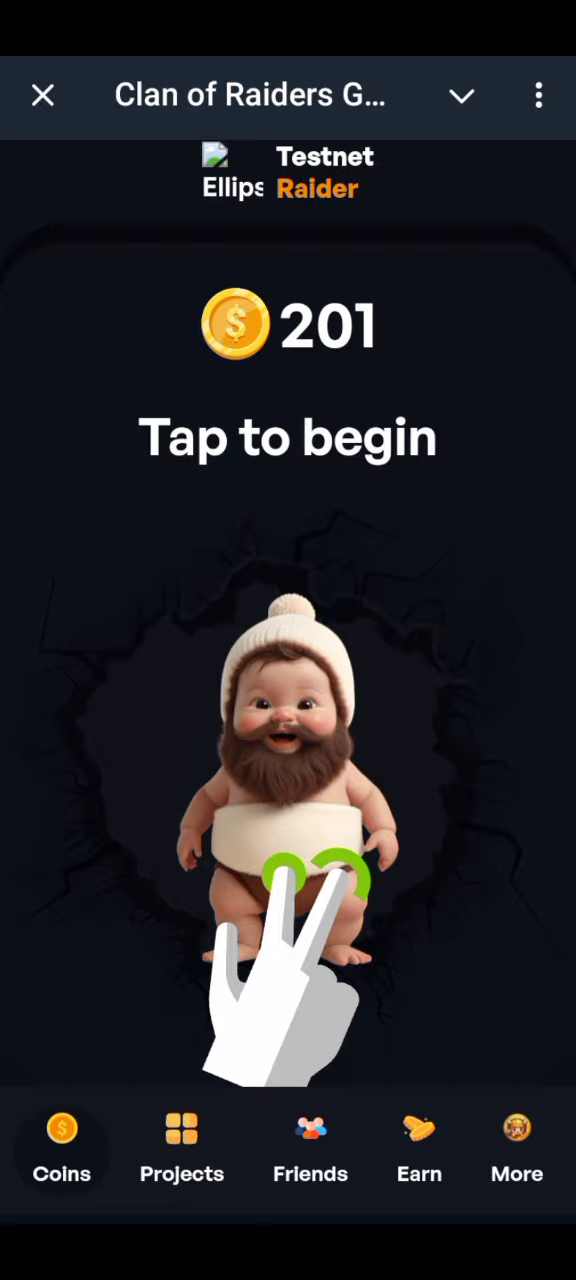 Clan of Raiders G...
Testnet
Ellips
Raider
$ 201
Tap to begin
$
Coins
Projects
Friends
Earn
More